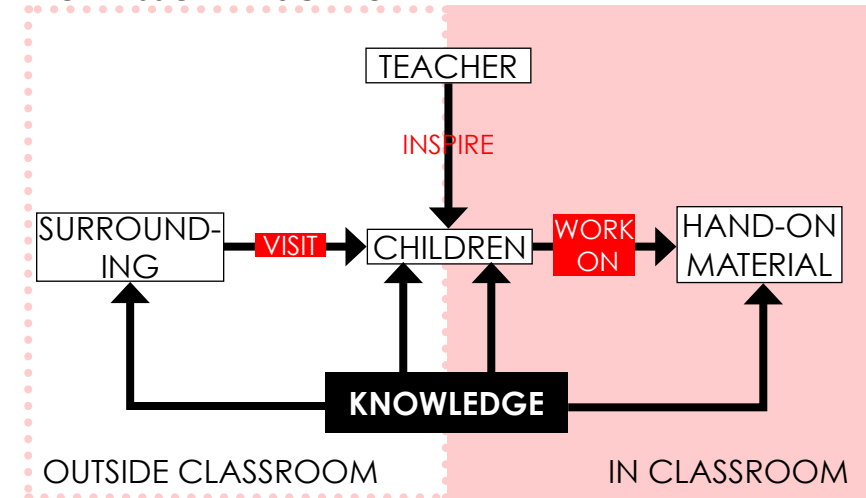 TEACHER
INSPIRE
SURROUND-
ING
VISIT
CHILDREN
WORK
ON
HAND-ON
MATERIAL
KNOWLEDGE
OUTSIDE CLASSROOM
IN CLASSROOM